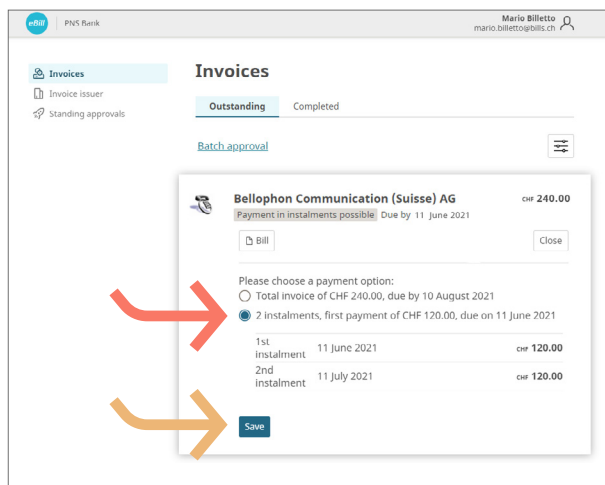 eBill PNS Bank
Mario Billetto
mario.billetto@bills.ch
Invoices
Invoice issuer
Standing approvals
Invoices
Outstanding Completed
Batch approval
Bellophon Communication (Suisse) AG CHF 240.00
Payment in instalments possible Due by 11 June 2021
Bill Close
Please choose a payment option:
Total invoice of CHF 240.00, due by 10 August 2021
2 instalments, first payment of CHF 120.00, due on 11 June 2021
1st
instalment 11 June 2021 CHF 120.00
2nd
instalment 11 July 2021 CHF 120.00
Save